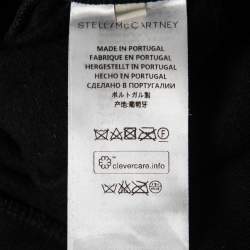 STELLA McCARTNEY
MADE IN PORTUGAL
FABRIQUE EN PORTUGAL
HERGESTELLT IN PORTUGAL
HECHO EN PORTUGAL
СДЕЛАНО В ПОРТУГАЛИИ
ポルトガル製
产地:葡萄牙
clevercare.info